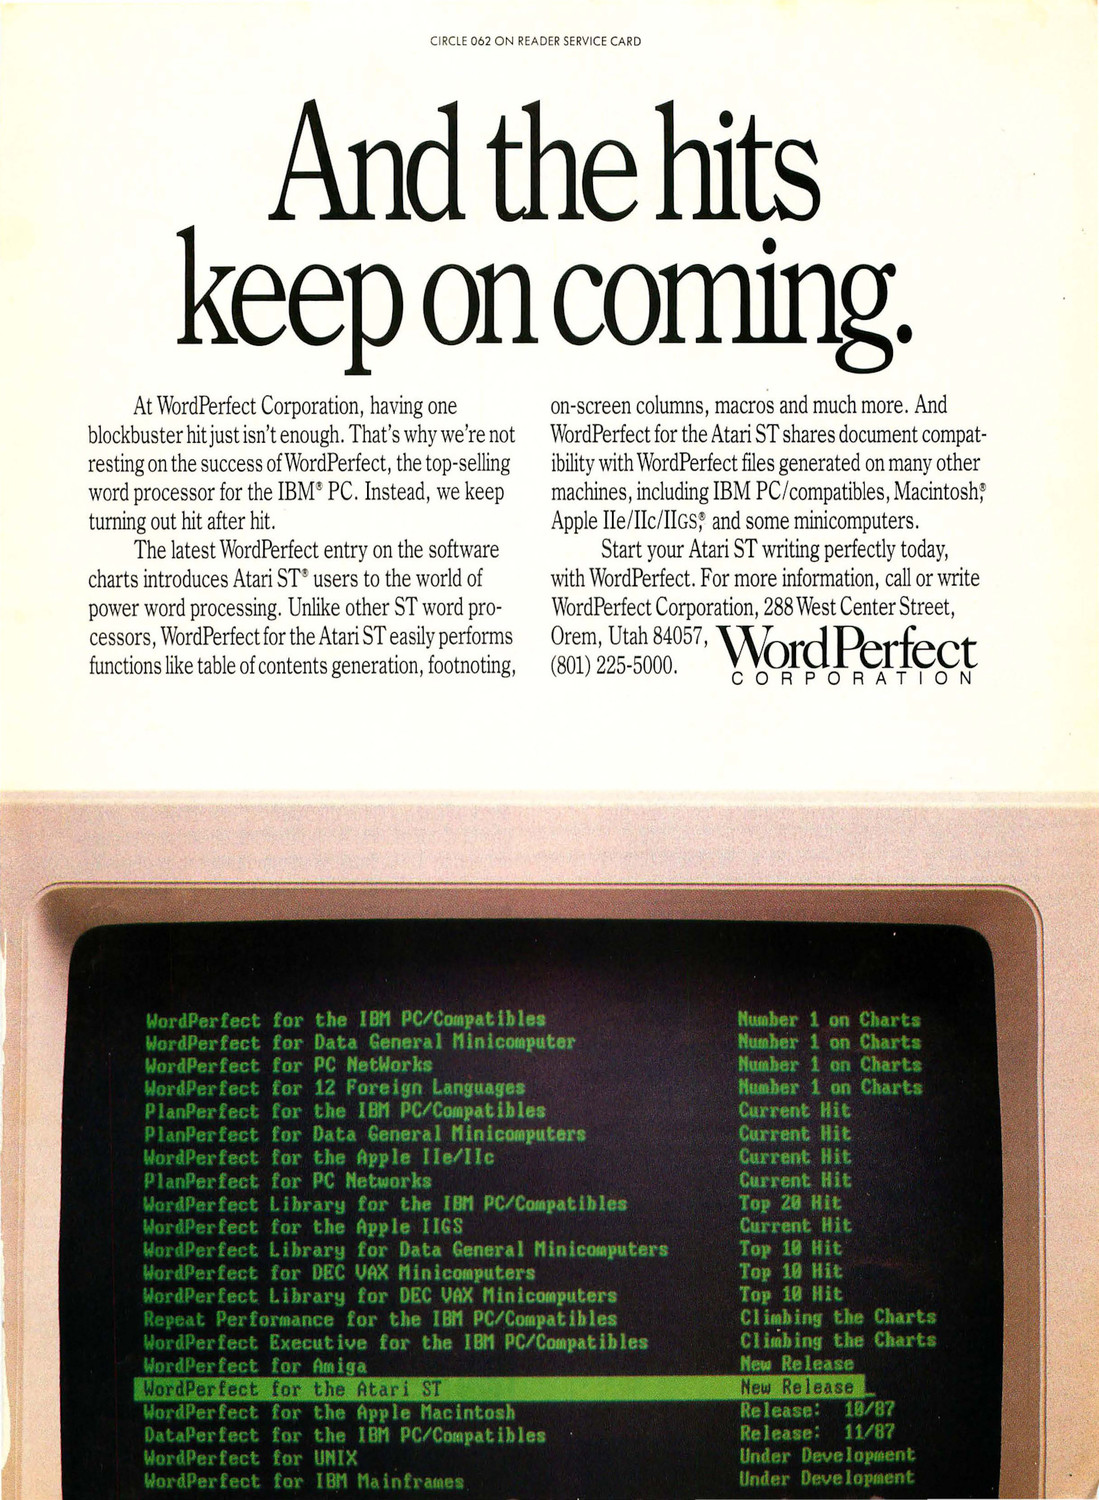 CIRCLE 062 ON READER SERVICE CARD
And the hits
keep on coming.
At WordPerfect Corporation, having one
blockbuster hit just isn't enough. That's why we're not
resting on the success of WordPerfect, the top-selling
word processor for the IBM® PC. Instead, we keep
turning out hit after hit.
The latest WordPerfect entry on the software
charts introduces Atari ST® users to the world of
power word processing. Unlike other ST word pro-
cessors, WordPerfect for the Atari ST easily performs
functions like table of contents generation, footnoting,
on-screen columns, macros and much more. And
WordPerfect for the Atari ST shares document compat-
ibility with WordPerfect files generated on many other
machines, including IBM PC/compatibles, Macintosh,®
Apple IIe/IIc/IIGS,® and some minicomputers.
Start your Atari ST writing perfectly today,
with WordPerfect. For more information, call or write
WordPerfect Corporation, 288 West Center Street,
Orem, Utah 84057,
(801) 225-5000.
WordPerfect
CORPORATION
WordPerfect for the IBM PC/Compatibles Number 1 on Charts
WordPerfect for Data General Minicomputer Number 1 on Charts
WordPerfect for PC NetWorks Number 1 on Charts
WordPerfect for 12 Foreign Languages Number 1 on Charts
PlanPerfect for the IBM PC/Compatibles Current Hit
PlanPerfect for Data General Minicomputers Current Hit
WordPerfect for the Apple IIe/IIc Current Hit
PlanPerfect for PC Networks Current Hit
WordPerfect Library for the IBM PC/Compatibles Top 20 Hit
WordPerfect for the Apple IIGS Current Hit
WordPerfect Library for Data General Minicomputers Top 10 Hit
WordPerfect for DEC VAX Minicomputers Top 10 Hit
WordPerfect Library for DEC VAX Minicomputers Top 10 Hit
Repeat Performance for the IBM PC/Compatibles Climbing the Charts
WordPerfect Executive for the IBM PC/Compatibles Climbing the Charts
WordPerfect for Amiga New Release
WordPerfect for the Atari ST New Release _
WordPerfect for the Apple Macintosh Release: 10/87
DataPerfect for the IBM PC/Compatibles Release: 11/87
WordPerfect for UNIX Under Development
WordPerfect for IBM Mainframes Under Development